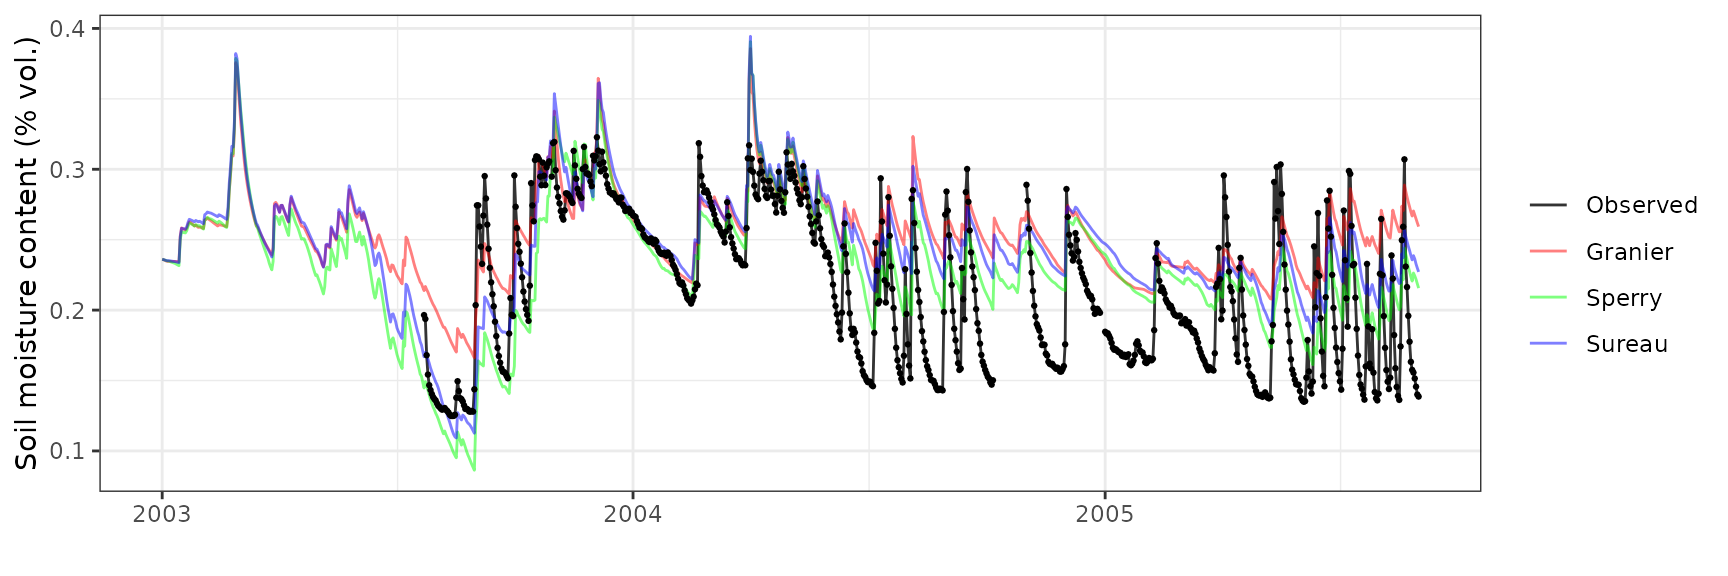 Soil moisture content (% vol.)
0.4
0.3
0.2
0.1
2003
2004
2005
Observed
Granier
Sperry
Sureau